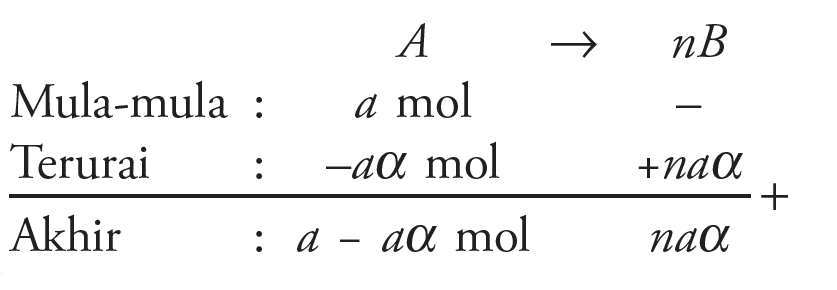 A → nB
Mula-mula : a mol –
Terurai : –aα mol +naα
+
Akhir : a – aα mol naα